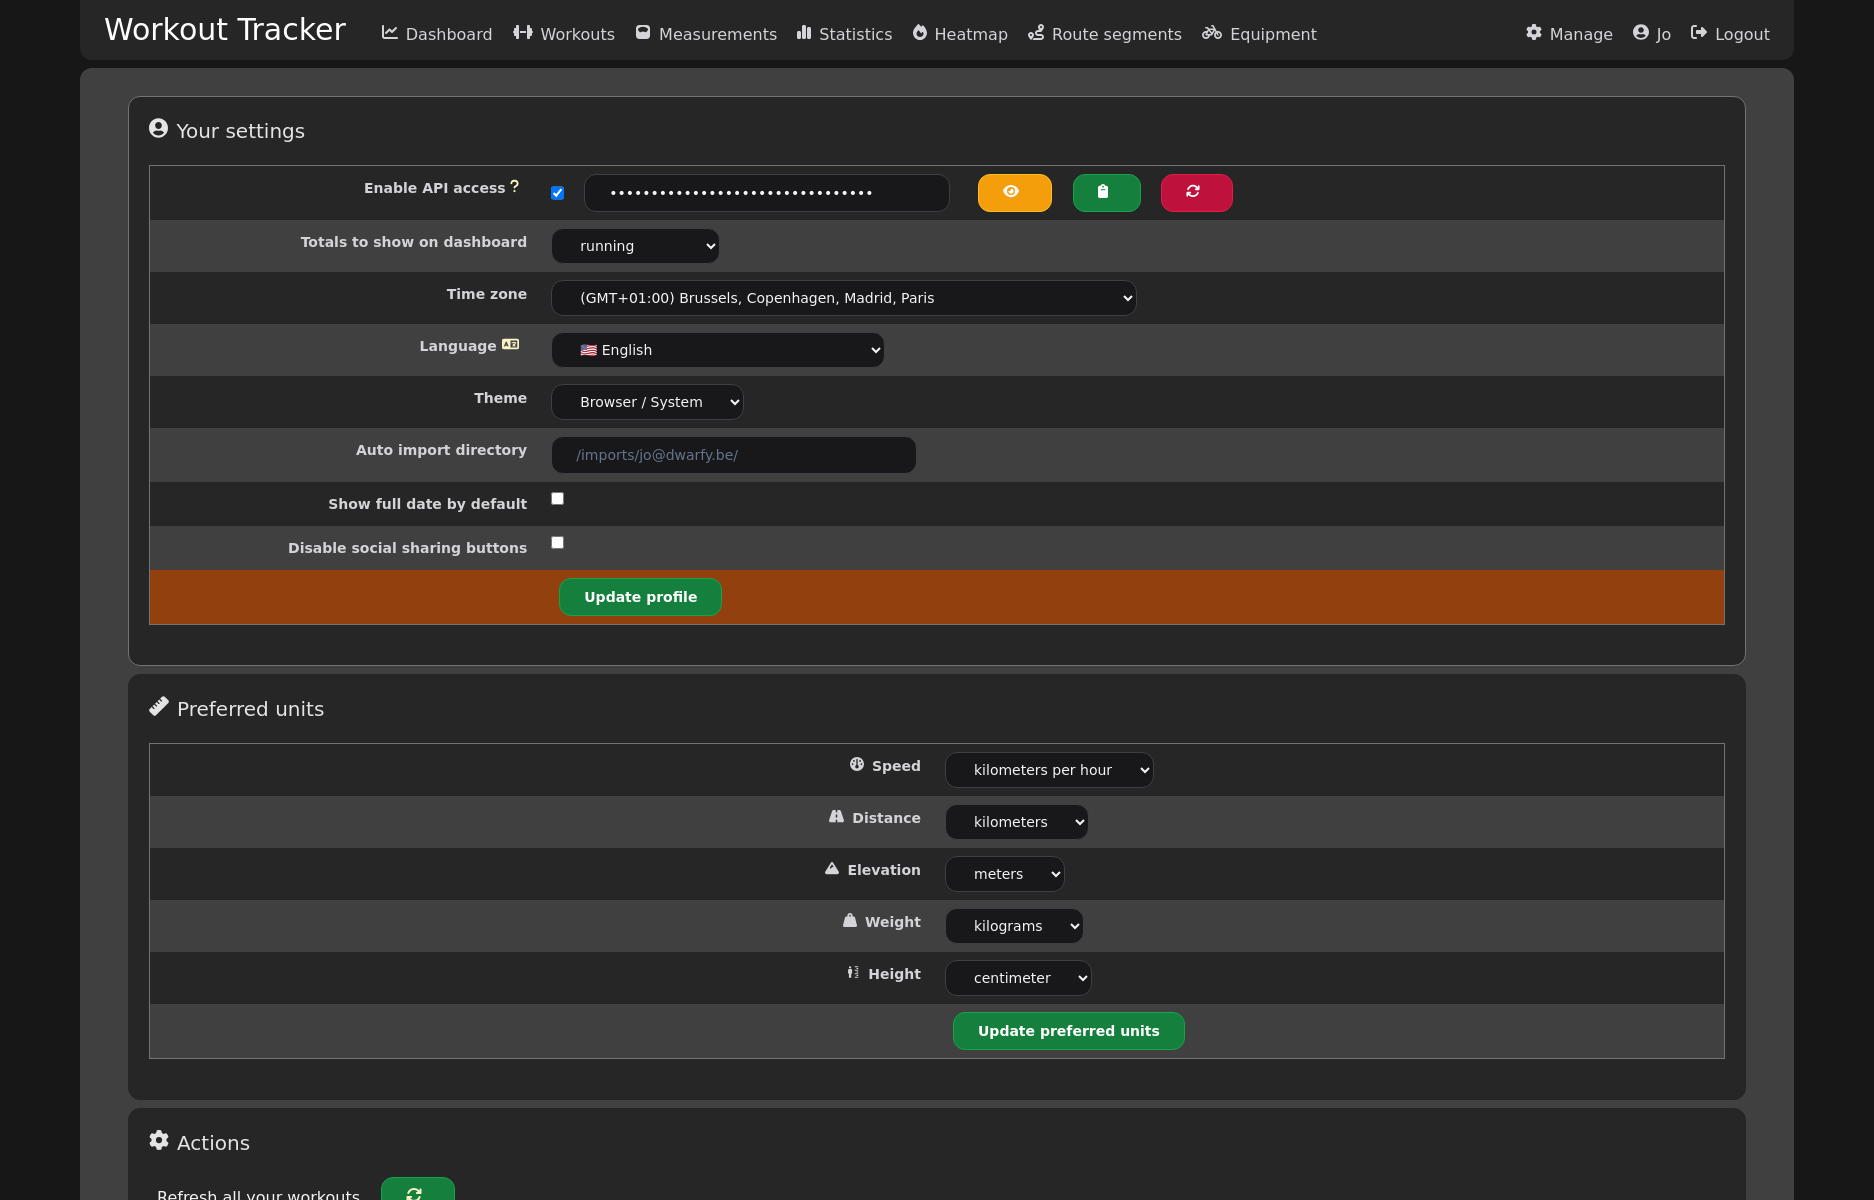 Workout Tracker Dashboard Workouts Measurements Statistics Heatmap Route segments Equipment Manage Jo Logout
Your settings
Enable API access ? ••••••••••••••••••••••••••••••••
Totals to show on dashboard running
Time zone (GMT+01:00) Brussels, Copenhagen, Madrid, Paris
Language 🇺🇸 English
Theme Browser / System
Auto import directory /imports/jo@dwarfy.be/
Show full date by default
Disable social sharing buttons
Update profile
Preferred units
Speed kilometers per hour
Distance kilometers
Elevation meters
Weight kilograms
Height centimeter
Update preferred units
Actions
Refresh all your workouts